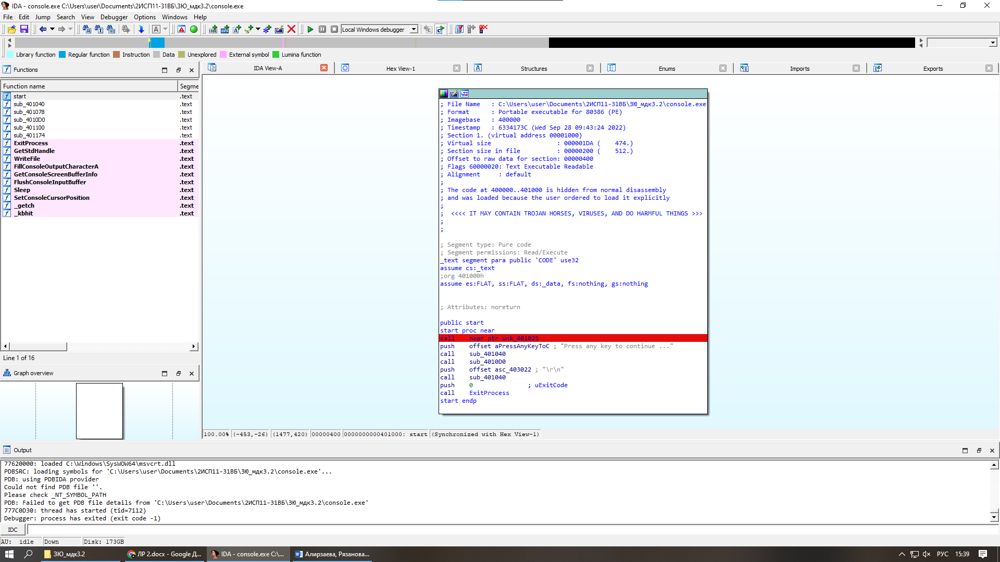 IDA - console.exe C:\Users\user\Documents\2ИСП11-31ВБ\ЗЮ_мдк3.2\console.exe
File Edit Jump Search View Debugger Options Windows Help
Local Windows debugger
Library function Regular function Instruction Data Unexplored External symbol Lumina function
Functions
Function name Segme
start .text
sub_401040 .text
sub_401078 .text
sub_4010D0 .text
sub_401100 .text
sub_401174 .text
ExitProcess .text
GetStdHandle .text
WriteFile .text
FillConsoleOutputCharacterA .text
GetConsoleScreenBufferInfo .text
FlushConsoleInputBuffer .text
Sleep .text
SetConsoleCursorPosition .text
_getch .text
_kbhit .text
Line 1 of 16
Graph overview
IDA View-A Hex View-1 Structures Enums Imports Exports
; File Name   : C:\Users\user\Documents\2ИСП11-31ВБ\ЗЮ_мдк3.2\console.exe
; Format      : Portable executable for 80386 (PE)
; Imagebase   : 400000
; Timestamp   : 6334173C (Wed Sep 28 09:43:24 2022)
; Section 1. (virtual address 00001000)
; Virtual size                  : 000001DA (    474.)
; Section size in file          : 00000200 (    512.)
; Offset to raw data for section: 00000400
; Flags 60000020: Text Executable Readable
; Alignment     : default
;
; The code at 400000..401000 is hidden from normal disassembly
; and was loaded because the user ordered to load it explicitly
;
;  <<<< IT MAY CONTAIN TROJAN HORSES, VIRUSES, AND DO HARMFUL THINGS >>>
;
;
; Segment type: Pure code
; Segment permissions: Read/Execute
_text segment para public 'CODE' use32
assume cs:_text
;org 401000h
assume es:FLAT, ss:FLAT, ds:_data, fs:nothing, gs:nothing
; Attributes: noreturn
public start
start proc near
call    near ptr unk_401025
push    offset aPressAnyKeyToC ; "Press any key to continue ..."
call    sub_401040
call    sub_4010D0
push    offset asc_403022 ; "\r\n"
call    sub_401040
push    0               ; uExitCode
call    ExitProcess
start endp
100.00% (-453,-26) (1477,420) 00000400 0000000000401000: start (Synchronized with Hex View-1)
Output
77620000: loaded C:\Windows\SysWOW64\msvcrt.dll
PDBSRC: loading symbols for 'C:\Users\user\Documents\2ИСП11-31ВБ\ЗЮ_мдк3.2\console.exe'...
PDB: using PDBIDA provider
Could not find PDB file ''.
Please check _NT_SYMBOL_PATH
PDB: Failed to get PDB file details from 'C:\Users\user\Documents\2ИСП11-31ВБ\ЗЮ_мдк3.2\console.exe'
777C0D30: thread has started (tid=7112)
Debugger: process has exited (exit code -1)
IDC
AU: idle Down Disk: 173GB
ЗЮ_мдк3.2 ЛР 2.docx - Google Д... IDA - console.exe C:\... Алирзаева, Рязанова... РУС 15:39